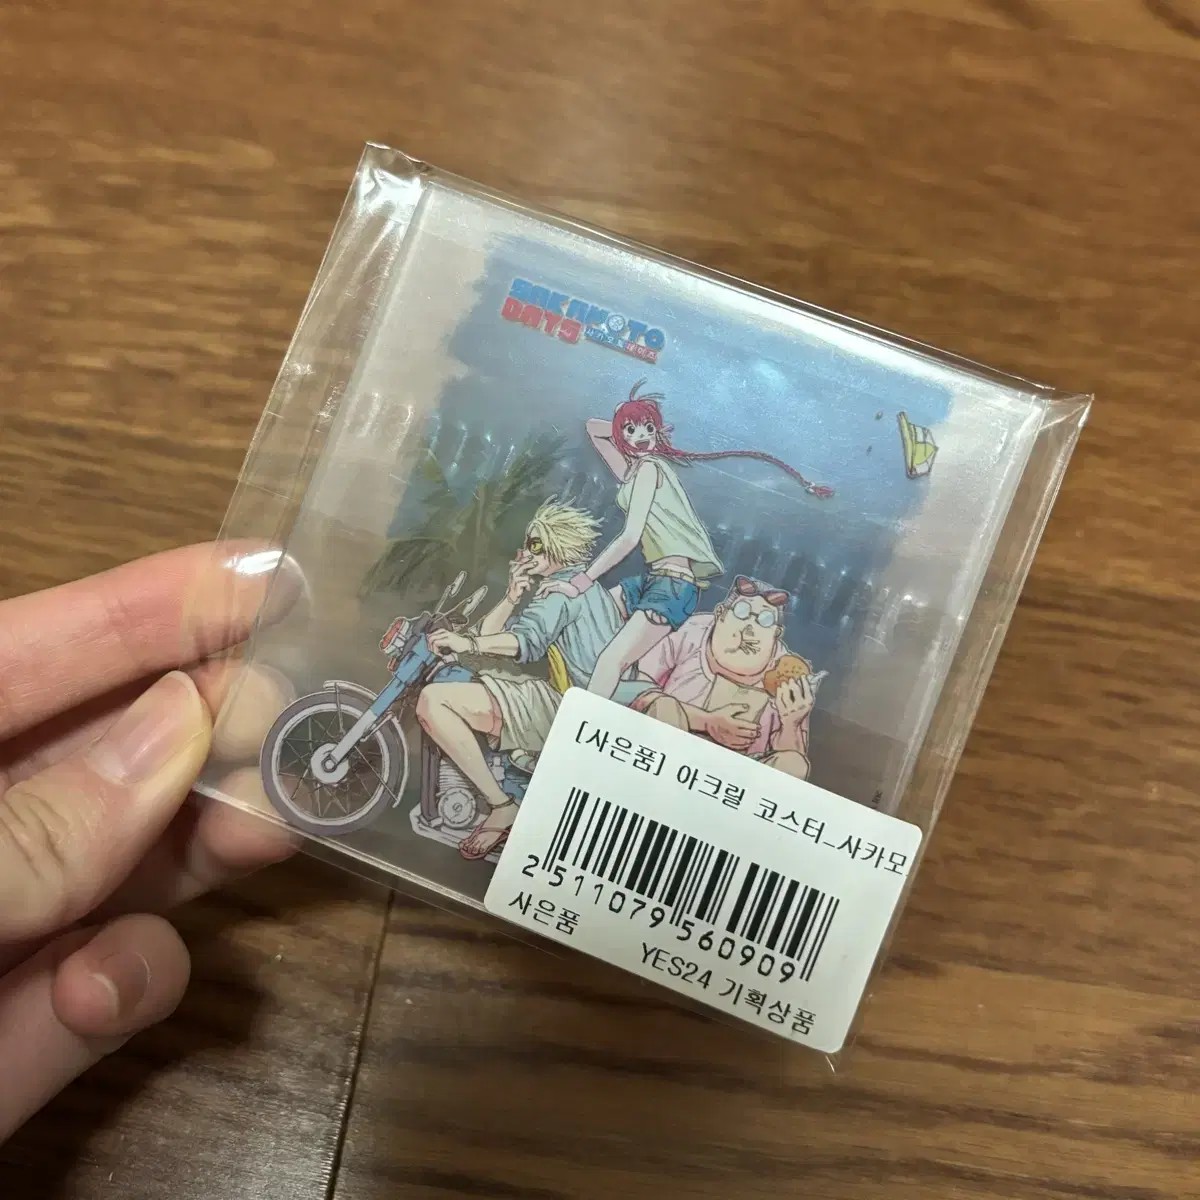 SAKAMOTO
DAYS
사카모토 데이즈
[사은품] 아크릴 코스터_사카모
2511079560909
사은품
YES24 기획상품